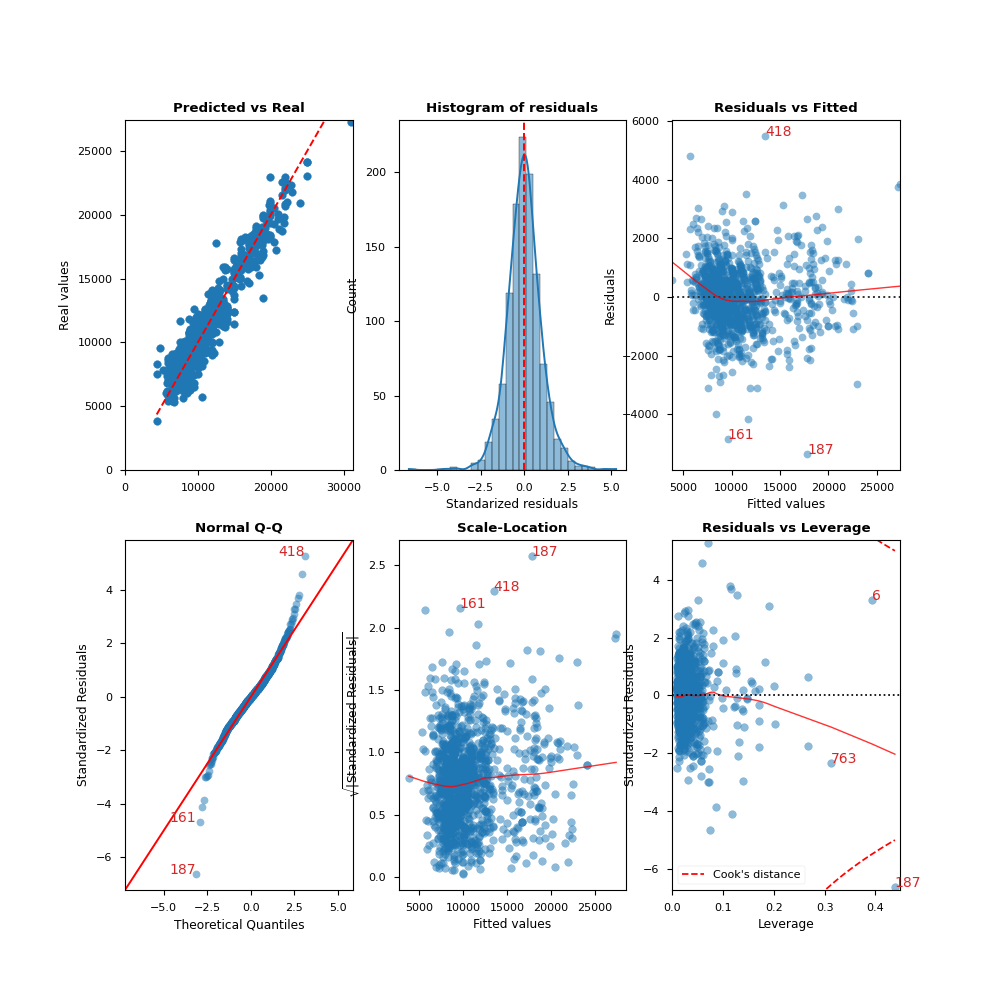 Predicted vs Real
Histogram of residuals
Residuals vs Fitted
Real values
25000
20000
15000
10000
5000
0
0 10000 20000 30000
Count
200
150
100
50
0
−5.0 −2.5 0.0 2.5 5.0
Standarized residuals
Residuals
6000
4000
2000
0
−2000
−4000
418
161
187
5000 10000 15000 20000 25000
Fitted values
Normal Q-Q
Scale-Location
Residuals vs Leverage
Standardized Residuals
4
2
0
−2
−4
−6
418
161
187
−5.0 −2.5 0.0 2.5 5.0
Theoretical Quantiles
√|Standardized Residuals|
2.5
2.0
1.5
1.0
0.5
0.0
187
418
161
5000 10000 15000 20000 25000
Fitted values
Standardized Residuals
4
2
0
−2
−4
−6
6
763
187
Cook's distance
0.0 0.1 0.2 0.3 0.4
Leverage